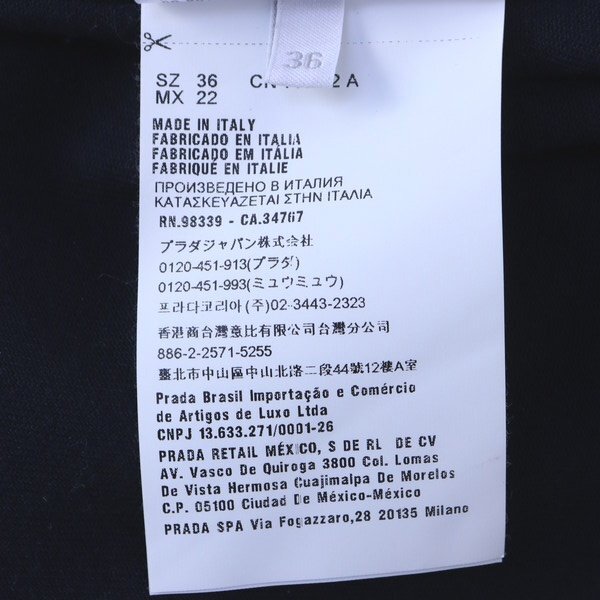 36
SZ 36
MX 22
MADE IN ITALY
FABRICADO EN ITALIA
FABRICADO EM ITÁLIA
FABRIQUÉ EN ITALIE
ПРОИЗВЕДЕНО В ИТАЛИЯ
ΚΑΤΑΣΚΕΥΑΖΕΤΑΙ ΣΤΗΝ ΙΤΑΛΙΑ
RN.98339 - CA.34767
プラダジャパン株式会社
0120-451-913(プラダ)
0120-451-993(ミュウミュウ)
프라다코리아(주)02-3443-2323
香港商台灣意比有限公司台灣分公司
886-2-2571-5255
臺北市中山區中山北路二段44號12樓A室
Prada Brasil Importação e Comércio
de Artigos de Luxo Ltda
CNPJ 13.633.271/0001-26
PRADA RETAIL MÉXICO, S DE RL DE CV
AV. Vasco De Quiroga 3800 Col. Lomas
De Vista Hermosa Cuajimalpa De Morelos
C.P. 05100 Ciudad De México-México
PRADA SPA Via Fogazzaro,28 20135 Milano